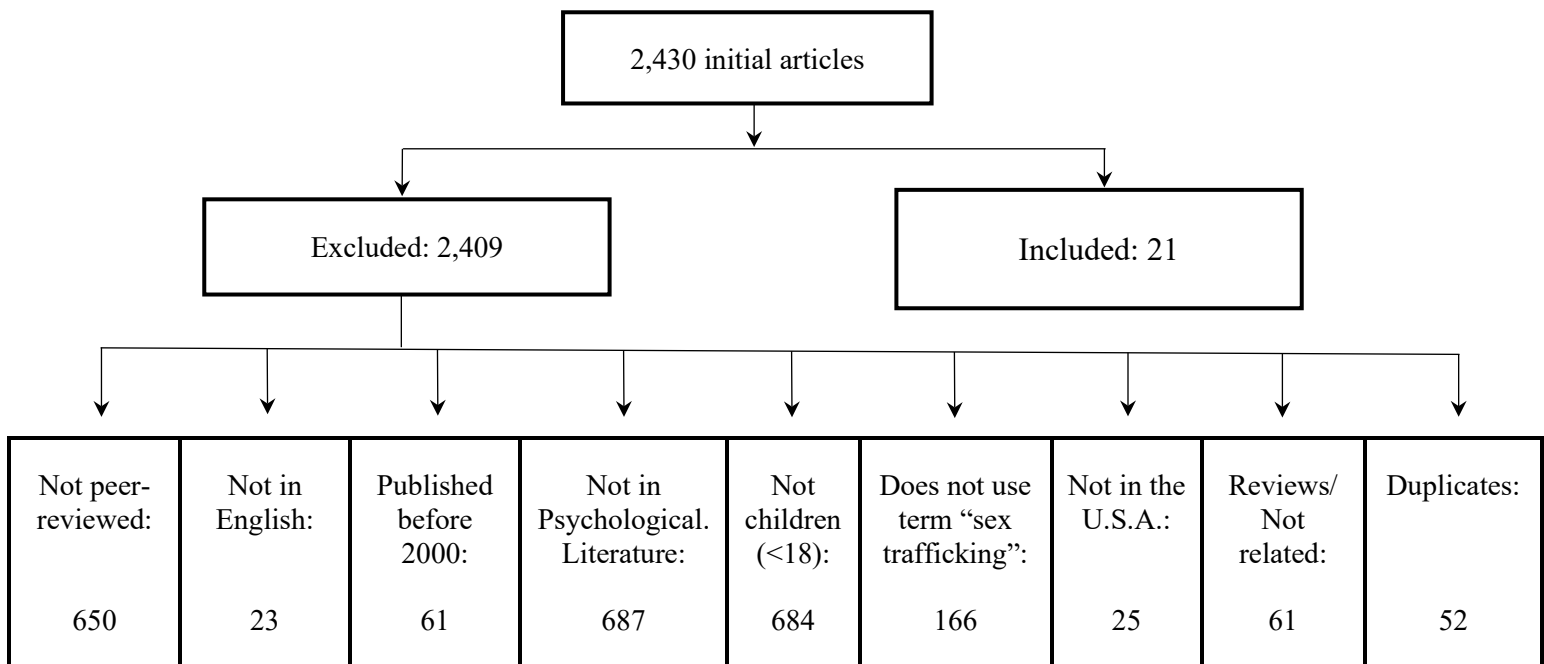 2,430 initial articles
Excluded: 2,409
Included: 21
Not peer-
reviewed:
650
Not in
English:
23
Published
before
2000:
61
Not in
Psychological.
Literature:
687
Not
children
(<18):
684
Does not use
term “sex
trafficking”:
166
Not in the
U.S.A.:
25
Reviews/
Not
related:
61
Duplicates:
52